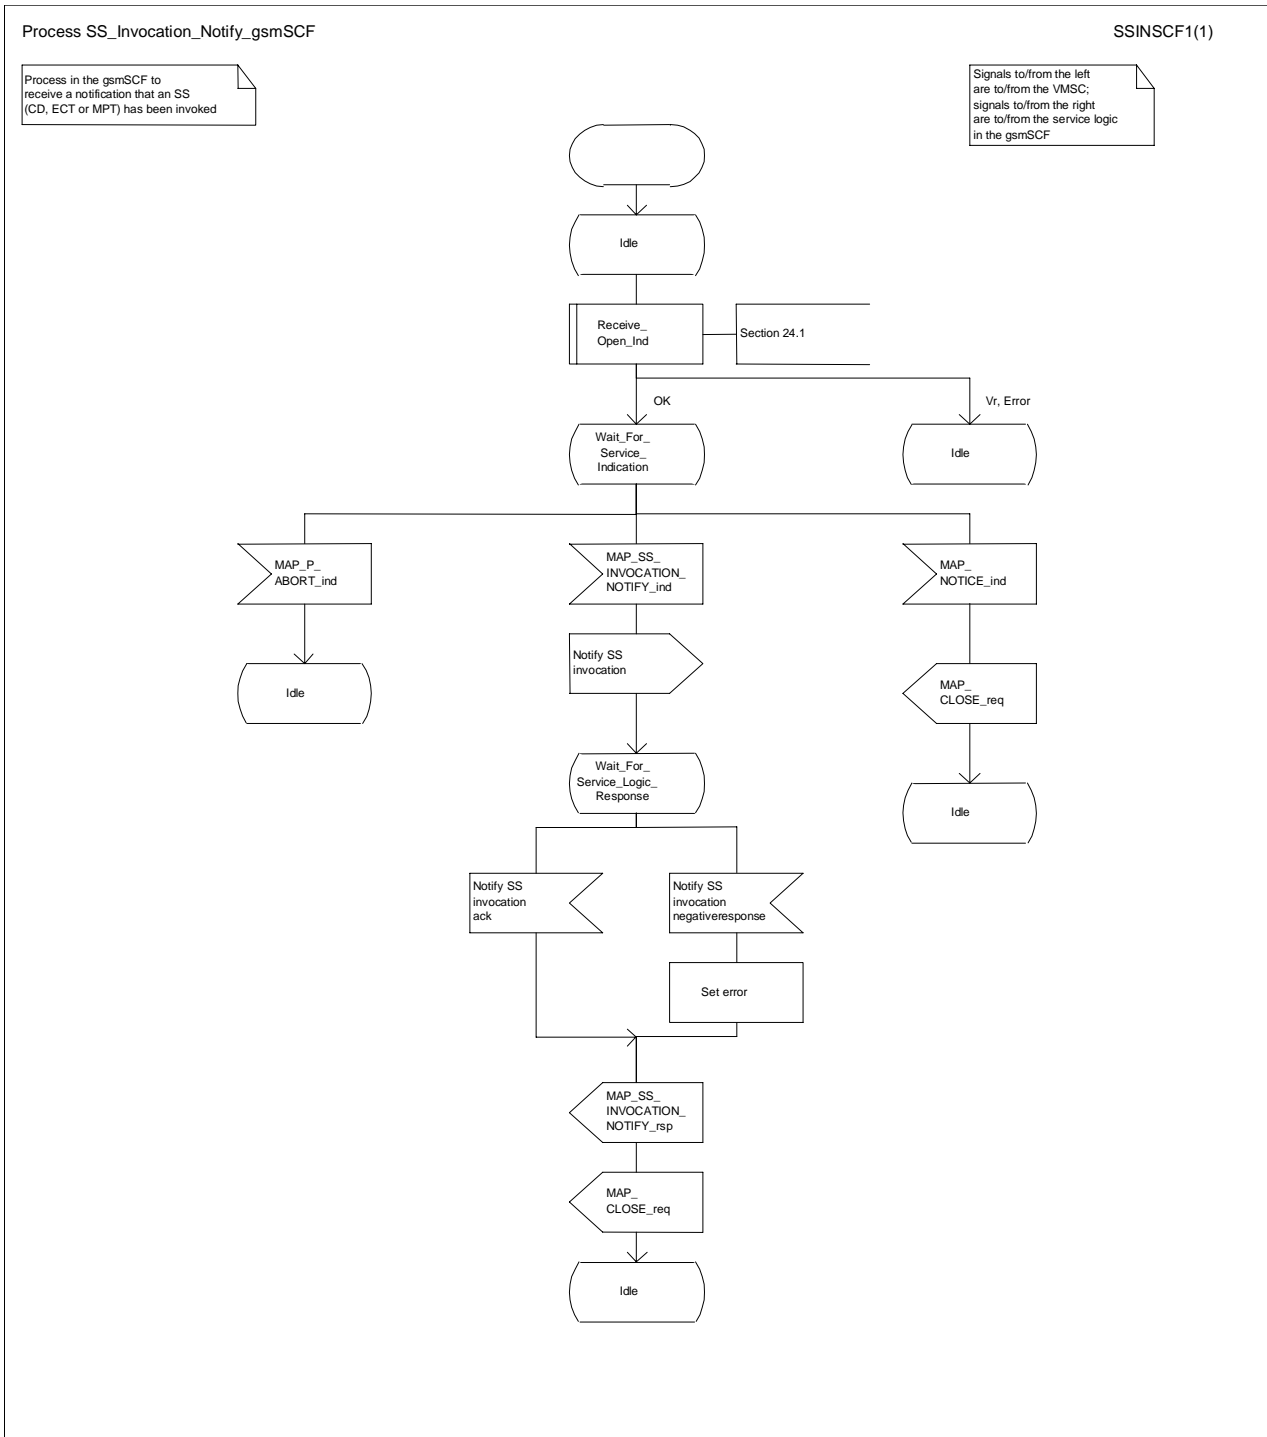 Process SS_Invocation_Notify_gsmSCF
SSINSCF1(1)
Process in the gsmSCF to
receive a notification that an SS
(CD, ECT or MPT) has been invoked
Signals to/from the left
are to/from the VMSC;
signals to/from the right
are to/from the service logic
in the gsmSCF
Idle
Receive_
Open_Ind
Section 24.1
OK
Vr, Error
Wait_For_
Service_
Indication
Idle
MAP_P_
ABORT_ind
MAP_SS_
INVOCATION_
NOTIFY_ind
MAP_
NOTICE_ind
Notify SS
invocation
Idle
MAP_
CLOSE_req
Wait_For_
Service_Logic_
Response
Idle
Notify SS
invocation
ack
Notify SS
invocation
negativeresponse
Set error
MAP_SS_
INVOCATION_
NOTIFY_rsp
MAP_
CLOSE_req
Idle